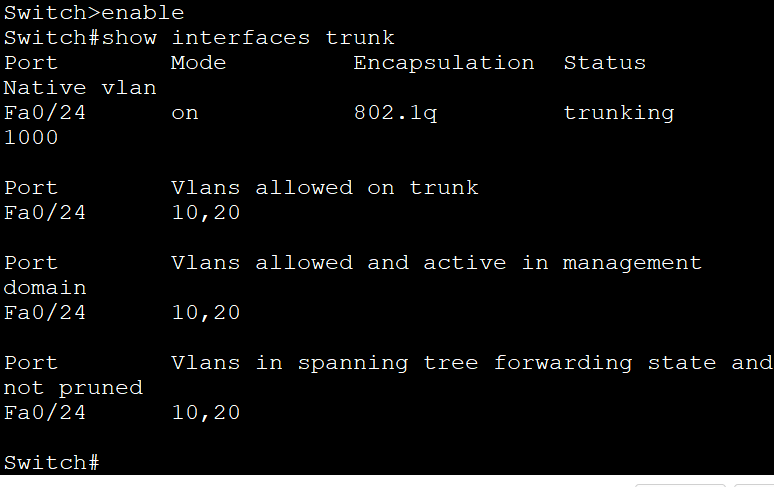 Switch>enable
Switch#show interfaces trunk
Port        Mode         Encapsulation  Status
Native vlan
Fa0/24      on           802.1q         trunking
1000

Port        Vlans allowed on trunk
Fa0/24      10,20

Port        Vlans allowed and active in management
domain
Fa0/24      10,20

Port        Vlans in spanning tree forwarding state and
not pruned
Fa0/24      10,20

Switch#